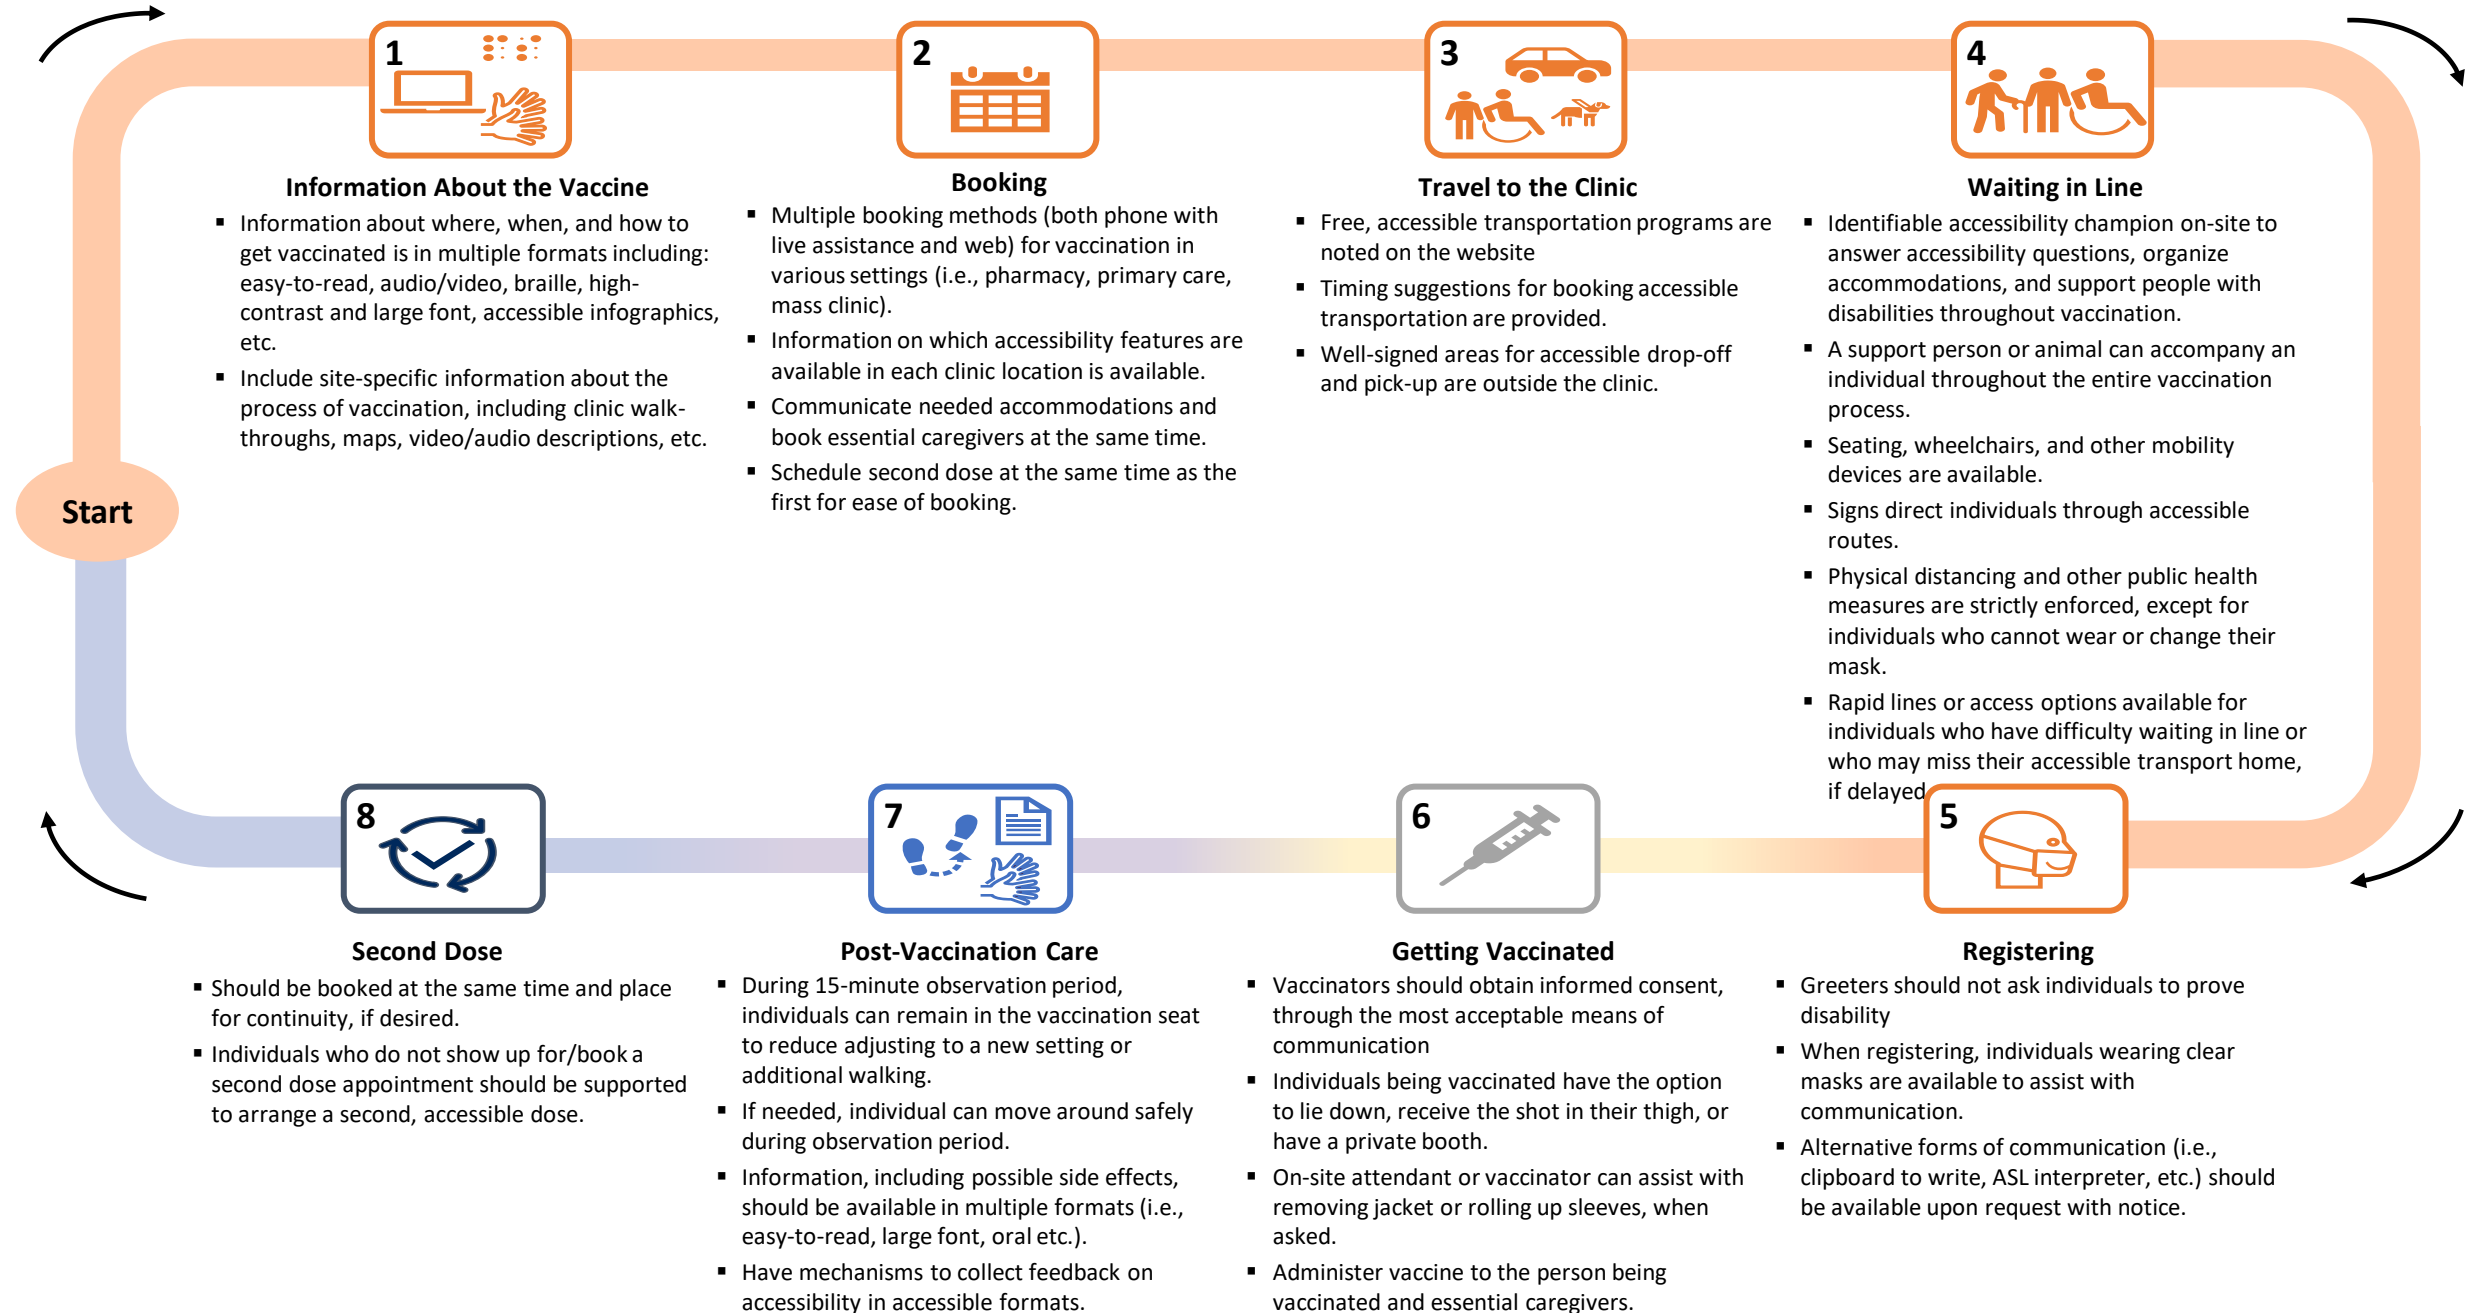 1
Information About the Vaccine
▪ Information about where, when, and how to
get vaccinated is in multiple formats including:
easy-to-read, audio/video, braille, high-
contrast and large font, accessible infographics,
etc.
▪ Include site-specific information about the
process of vaccination, including clinic walk-
throughs, maps, video/audio descriptions, etc.
2
Booking
▪ Multiple booking methods (both phone with
live assistance and web) for vaccination in
various settings (i.e., pharmacy, primary care,
mass clinic).
▪ Information on which accessibility features are
available in each clinic location is available.
▪ Communicate needed accommodations and
book essential caregivers at the same time.
▪ Schedule second dose at the same time as the
first for ease of booking.
3
Travel to the Clinic
▪ Free, accessible transportation programs are
noted on the website
▪ Timing suggestions for booking accessible
transportation are provided.
▪ Well-signed areas for accessible drop-off
and pick-up are outside the clinic.
4
Waiting in Line
▪ Identifiable accessibility champion on-site to
answer accessibility questions, organize
accommodations, and support people with
disabilities throughout vaccination.
▪ A support person or animal can accompany an
individual throughout the entire vaccination
process.
▪ Seating, wheelchairs, and other mobility
devices are available.
▪ Signs direct individuals through accessible
routes.
▪ Physical distancing and other public health
measures are strictly enforced, except for
individuals who cannot wear or change their
mask.
▪ Rapid lines or access options available for
individuals who have difficulty waiting in line or
who may miss their accessible transport home,
if delayed
Start
8
Second Dose
▪ Should be booked at the same time and place
for continuity, if desired.
▪ Individuals who do not show up for/book a
second dose appointment should be supported
to arrange a second, accessible dose.
7
Post-Vaccination Care
▪ During 15-minute observation period,
individuals can remain in the vaccination seat
to reduce adjusting to a new setting or
additional walking.
▪ If needed, individual can move around safely
during observation period.
▪ Information, including possible side effects,
should be available in multiple formats (i.e.,
easy-to-read, large font, oral etc.).
▪ Have mechanisms to collect feedback on
accessibility in accessible formats.
6
Getting Vaccinated
▪ Vaccinators should obtain informed consent,
through the most acceptable means of
communication
▪ Individuals being vaccinated have the option
to lie down, receive the shot in their thigh, or
have a private booth.
▪ On-site attendant or vaccinator can assist with
removing jacket or rolling up sleeves, when
asked.
▪ Administer vaccine to the person being
vaccinated and essential caregivers.
5
Registering
▪ Greeters should not ask individuals to prove
disability
▪ When registering, individuals wearing clear
masks are available to assist with
communication.
▪ Alternative forms of communication (i.e.,
clipboard to write, ASL interpreter, etc.) should
be available upon request with notice.